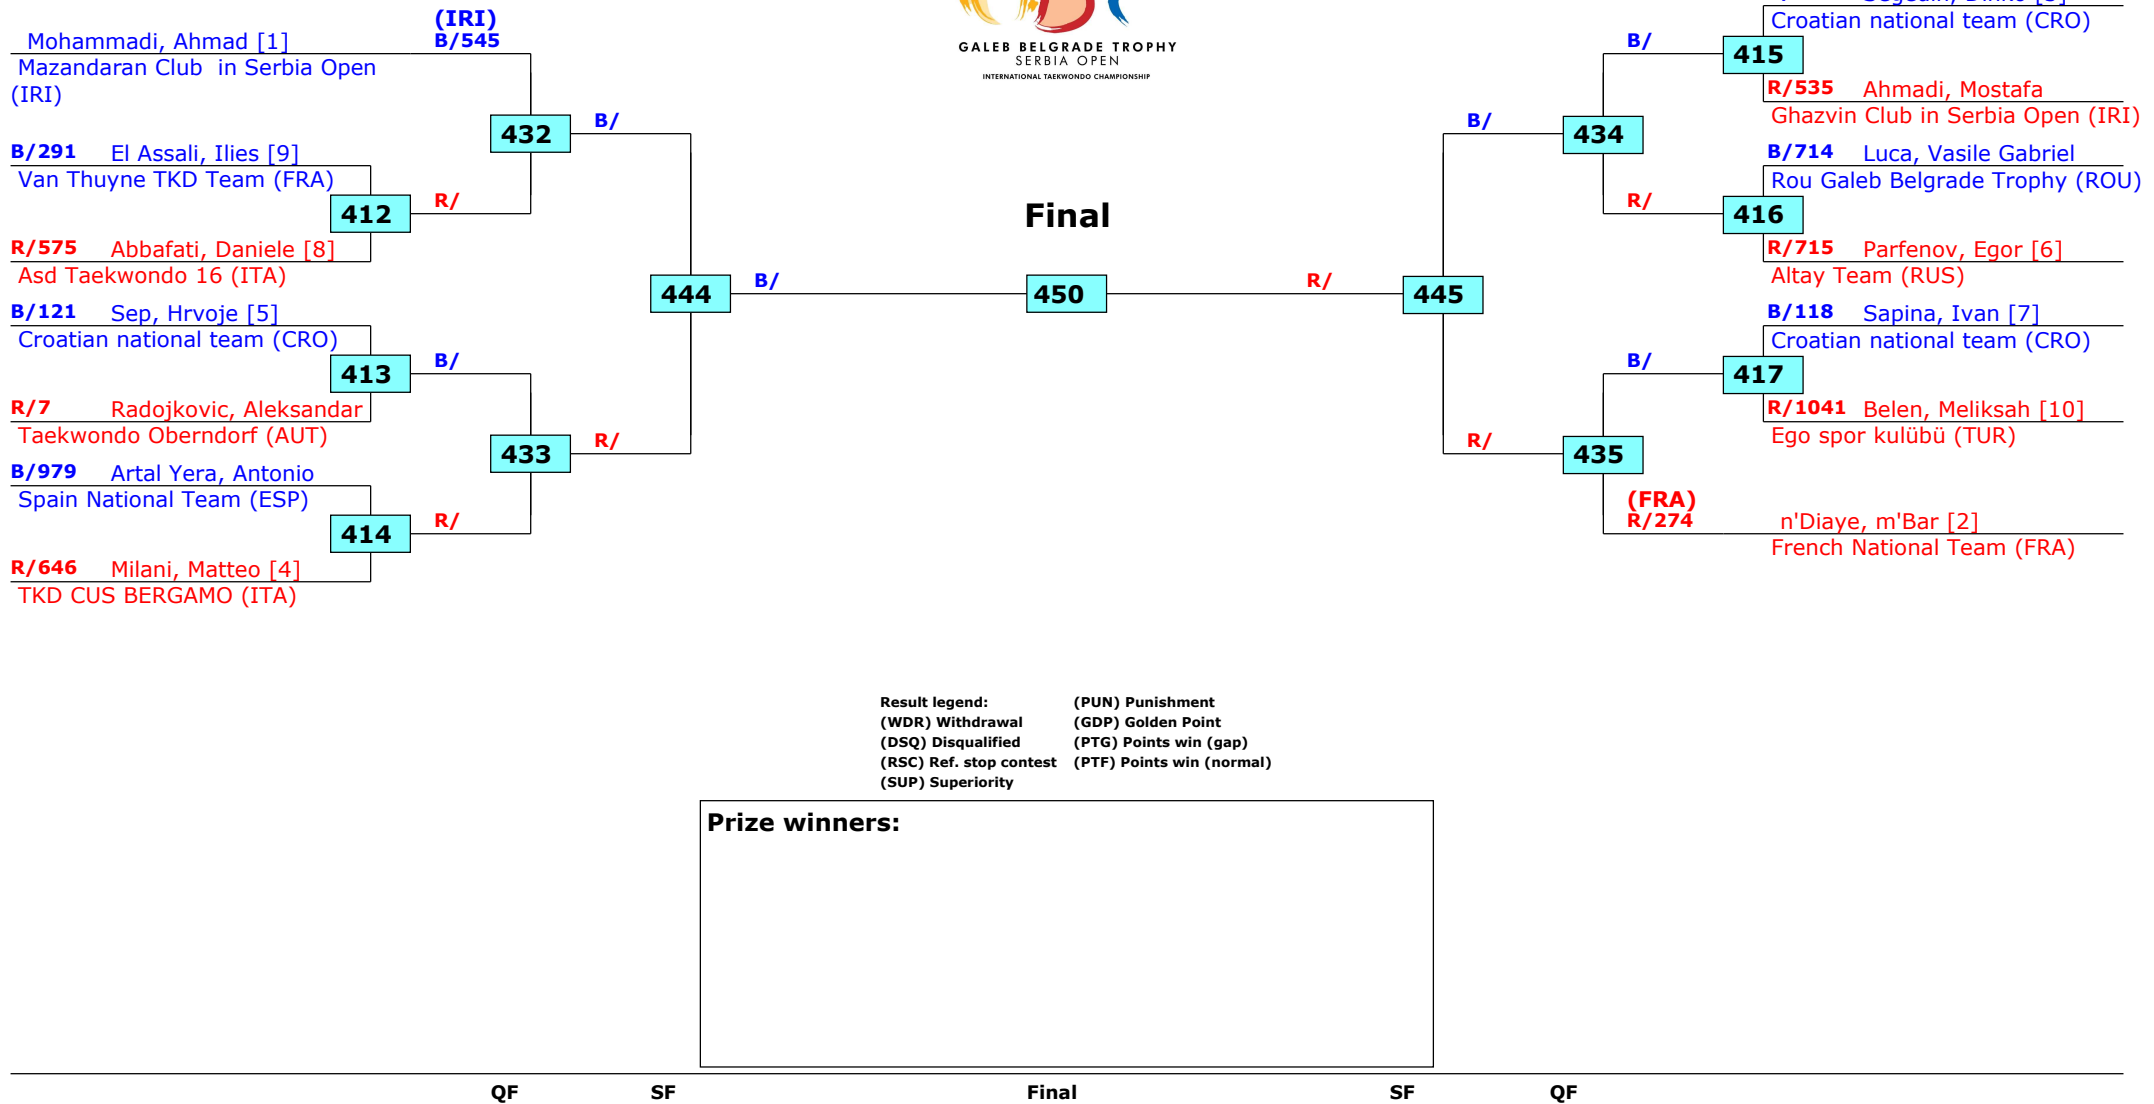 (IRI)
Mohammadi, Ahmad [1]
B/545
Mazandaran Club in Serbia Open
(IRI)
432
B/
B/291 El Assali, Ilies [9]
Van Thuyne TKD Team (FRA)
412
R/
R/575 Abbafati, Daniele [8]
Asd Taekwondo 16 (ITA)
444
B/
B/121 Sep, Hrvoje [5]
Croatian national team (CRO)
413
B/
R/7 Radojkovic, Aleksandar
Taekwondo Oberndorf (AUT)
433
R/
B/979 Artal Yera, Antonio
Spain National Team (ESP)
414
R/
R/646 Milani, Matteo [4]
TKD CUS BERGAMO (ITA)
GALEB BELGRADE TROPHY
SERBIA OPEN
INTERNATIONAL TAEKWONDO CHAMPIONSHIP
Final
450
Croatian national team (CRO)
B/
415
R/535 Ahmadi, Mostafa
Ghazvin Club in Serbia Open (IRI)
B/
434
B/714 Luca, Vasile Gabriel
Rou Galeb Belgrade Trophy (ROU)
R/
416
R/715 Parfenov, Egor [6]
Altay Team (RUS)
R/
445
B/118 Sapina, Ivan [7]
Croatian national team (CRO)
B/
417
R/1041 Belen, Meliksah [10]
Ego spor kulübü (TUR)
R/
435
(FRA)
R/274 n'Diaye, m'Bar [2]
French National Team (FRA)
Result legend: (PUN) Punishment
(WDR) Withdrawal (GDP) Golden Point
(DSQ) Disqualified (PTG) Points win (gap)
(RSC) Ref. stop contest (PTF) Points win (normal)
(SUP) Superiority
Prize winners:
QF SF Final SF QF